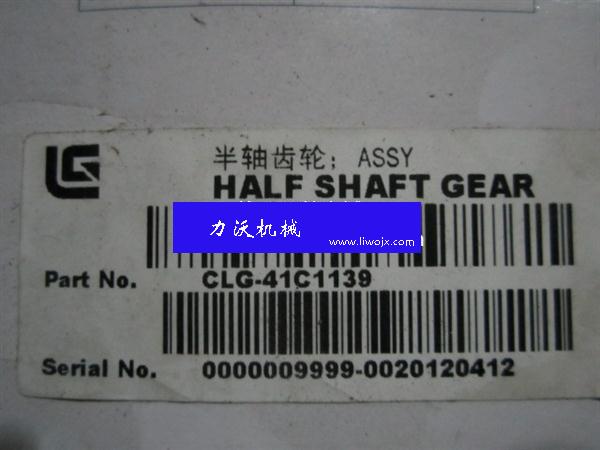 LG
半轴齿轮；ASSY
HALF SHAFT GEAR
力沃机械
www.liwojx.com
Part No. CLG-41C1139
Serial No. 0000009999-0020120412